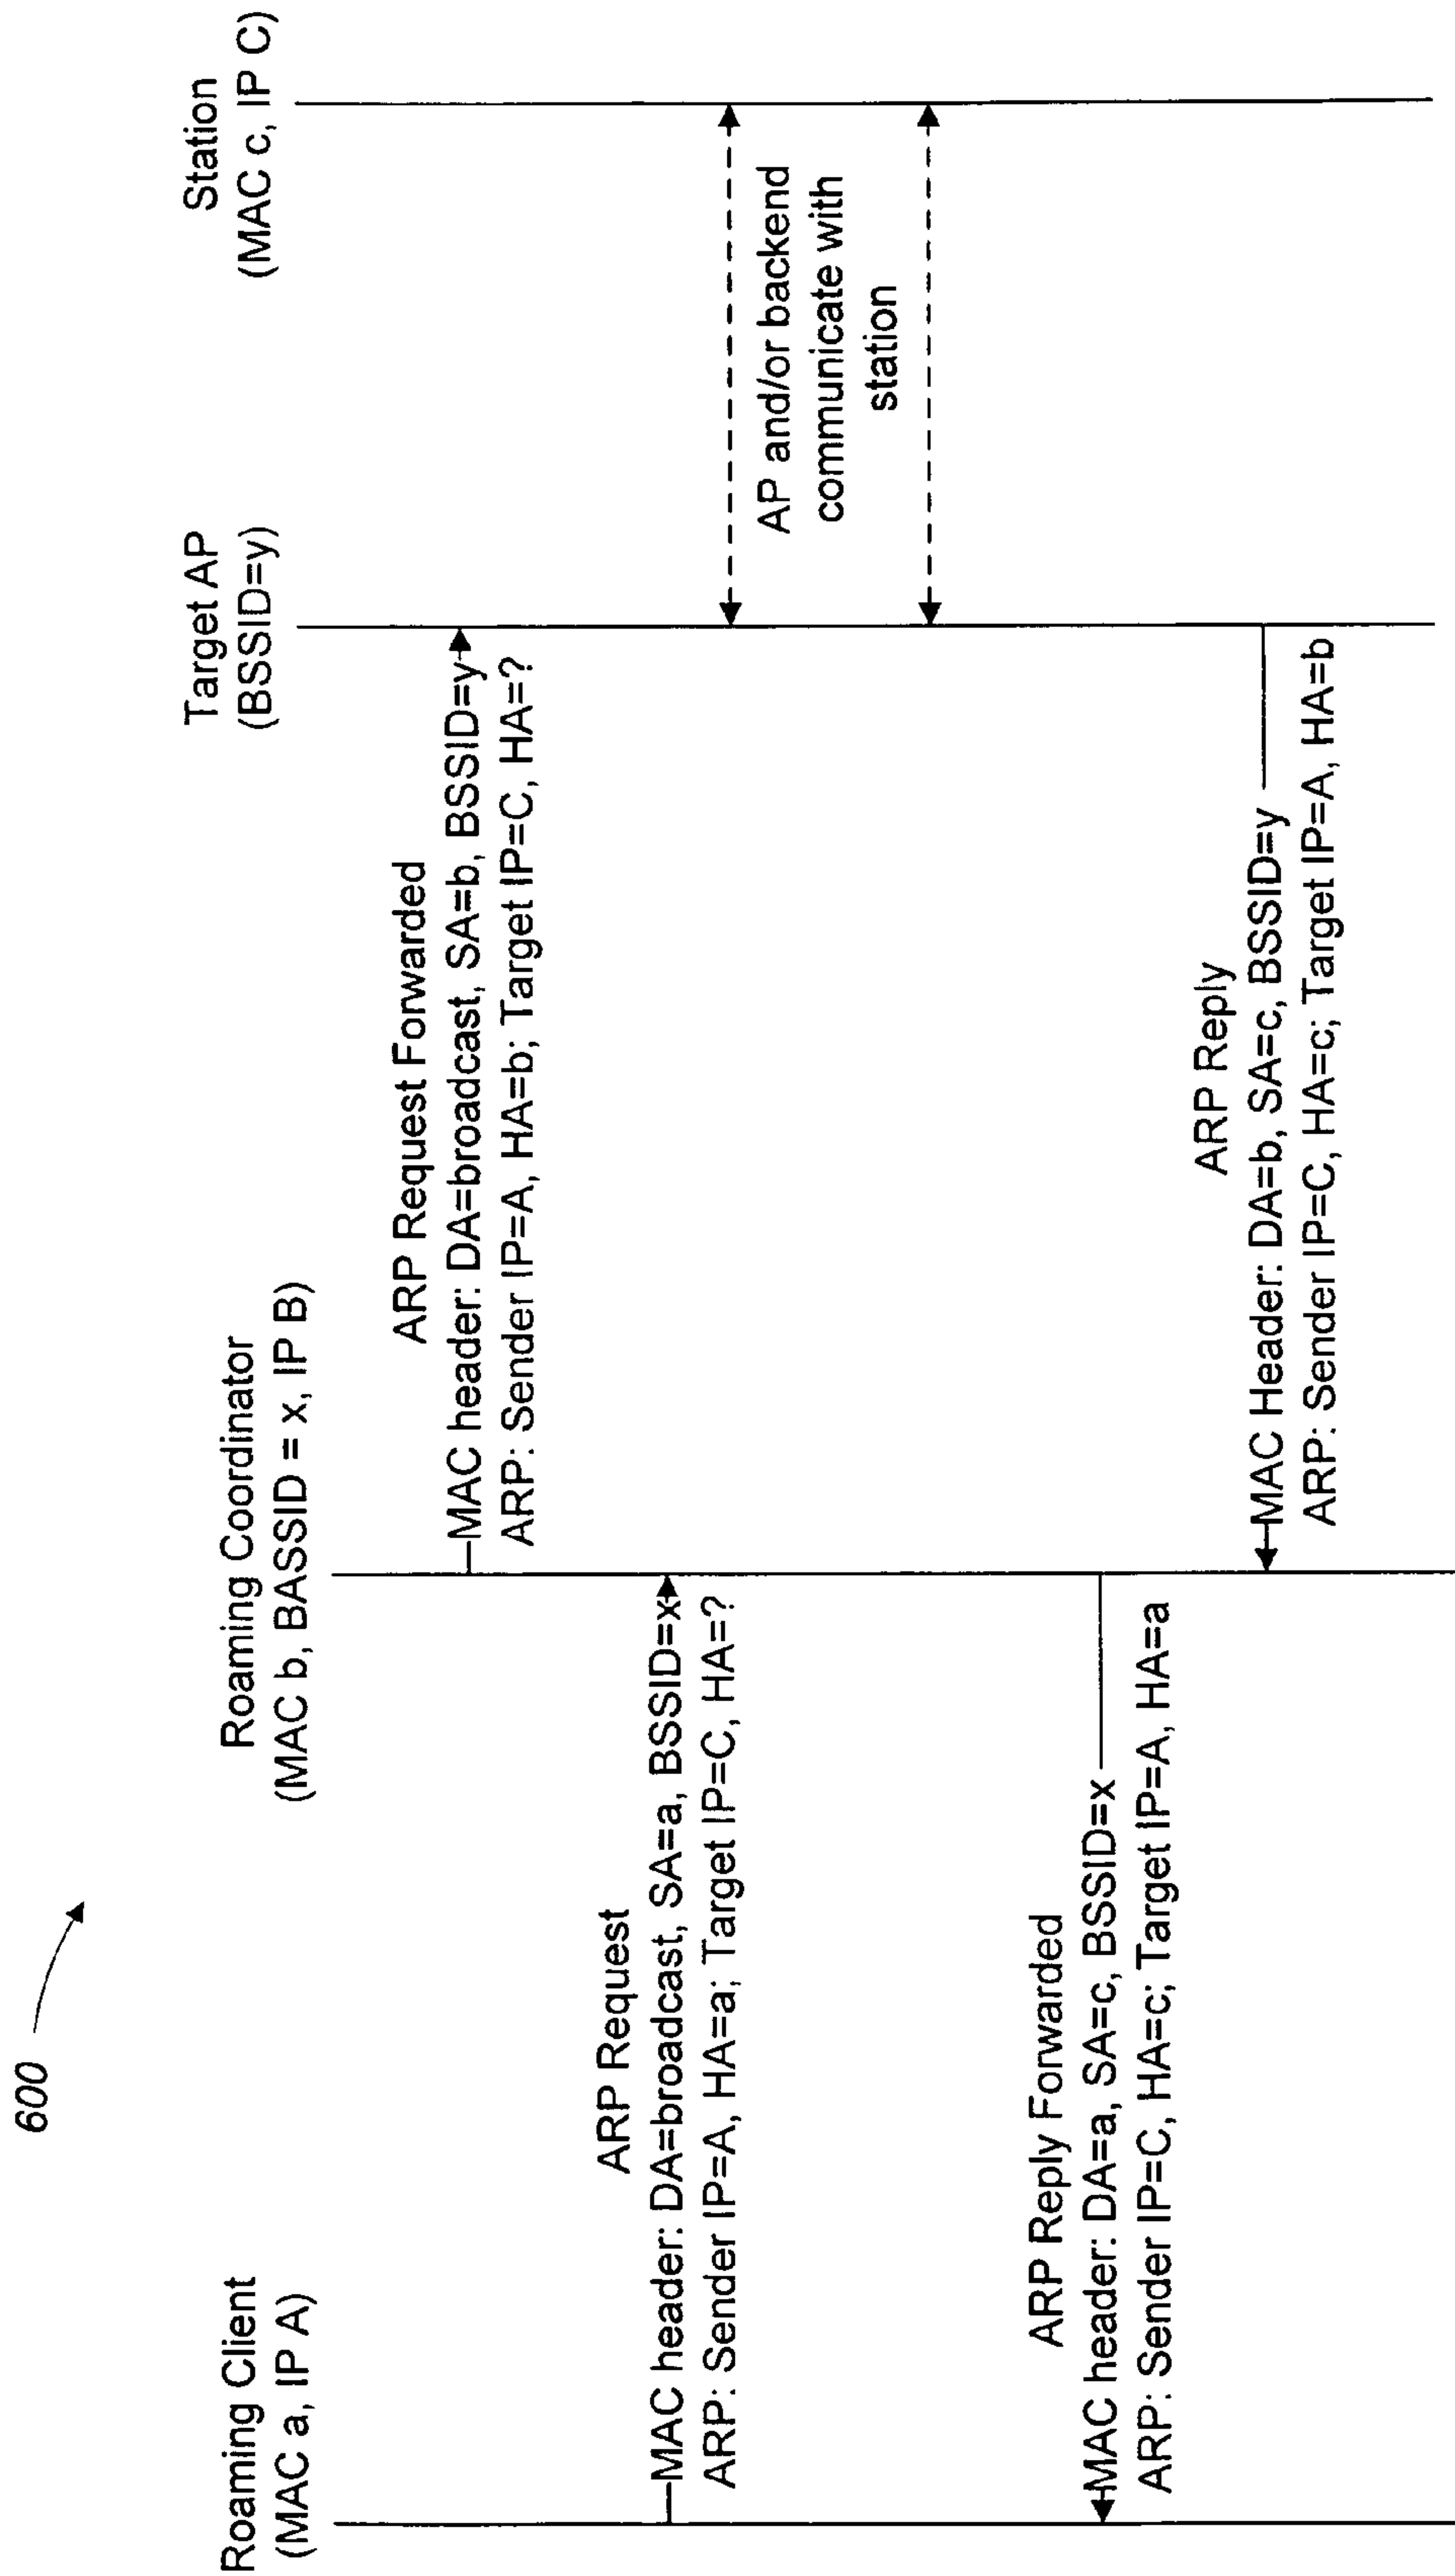 600
Roaming Client
(MAC a, IP A)
Roaming Coordinator
(MAC b, BASSID = x, IP B)
Target AP
(BSSID=y)
Station
(MAC c, IP C)
ARP Request Forwarded
MAC header: DA=broadcast, SA=b, BSSID=y
ARP: Sender IP=A, HA=b; Target IP=C, HA=?
ARP Request
MAC header: DA=broadcast, SA=a, BSSID=x
ARP: Sender IP=A, HA=a; Target IP=C, HA=?
AP and/or backend
communicate with
station
ARP Reply Forwarded
MAC header: DA=a, SA=c, BSSID=x
ARP: Sender IP=C, HA=c; Target IP=A, HA=a
ARP Reply
MAC Header: DA=b, SA=c, BSSID=y
ARP: Sender IP=C, HA=c; Target IP=A, HA=b